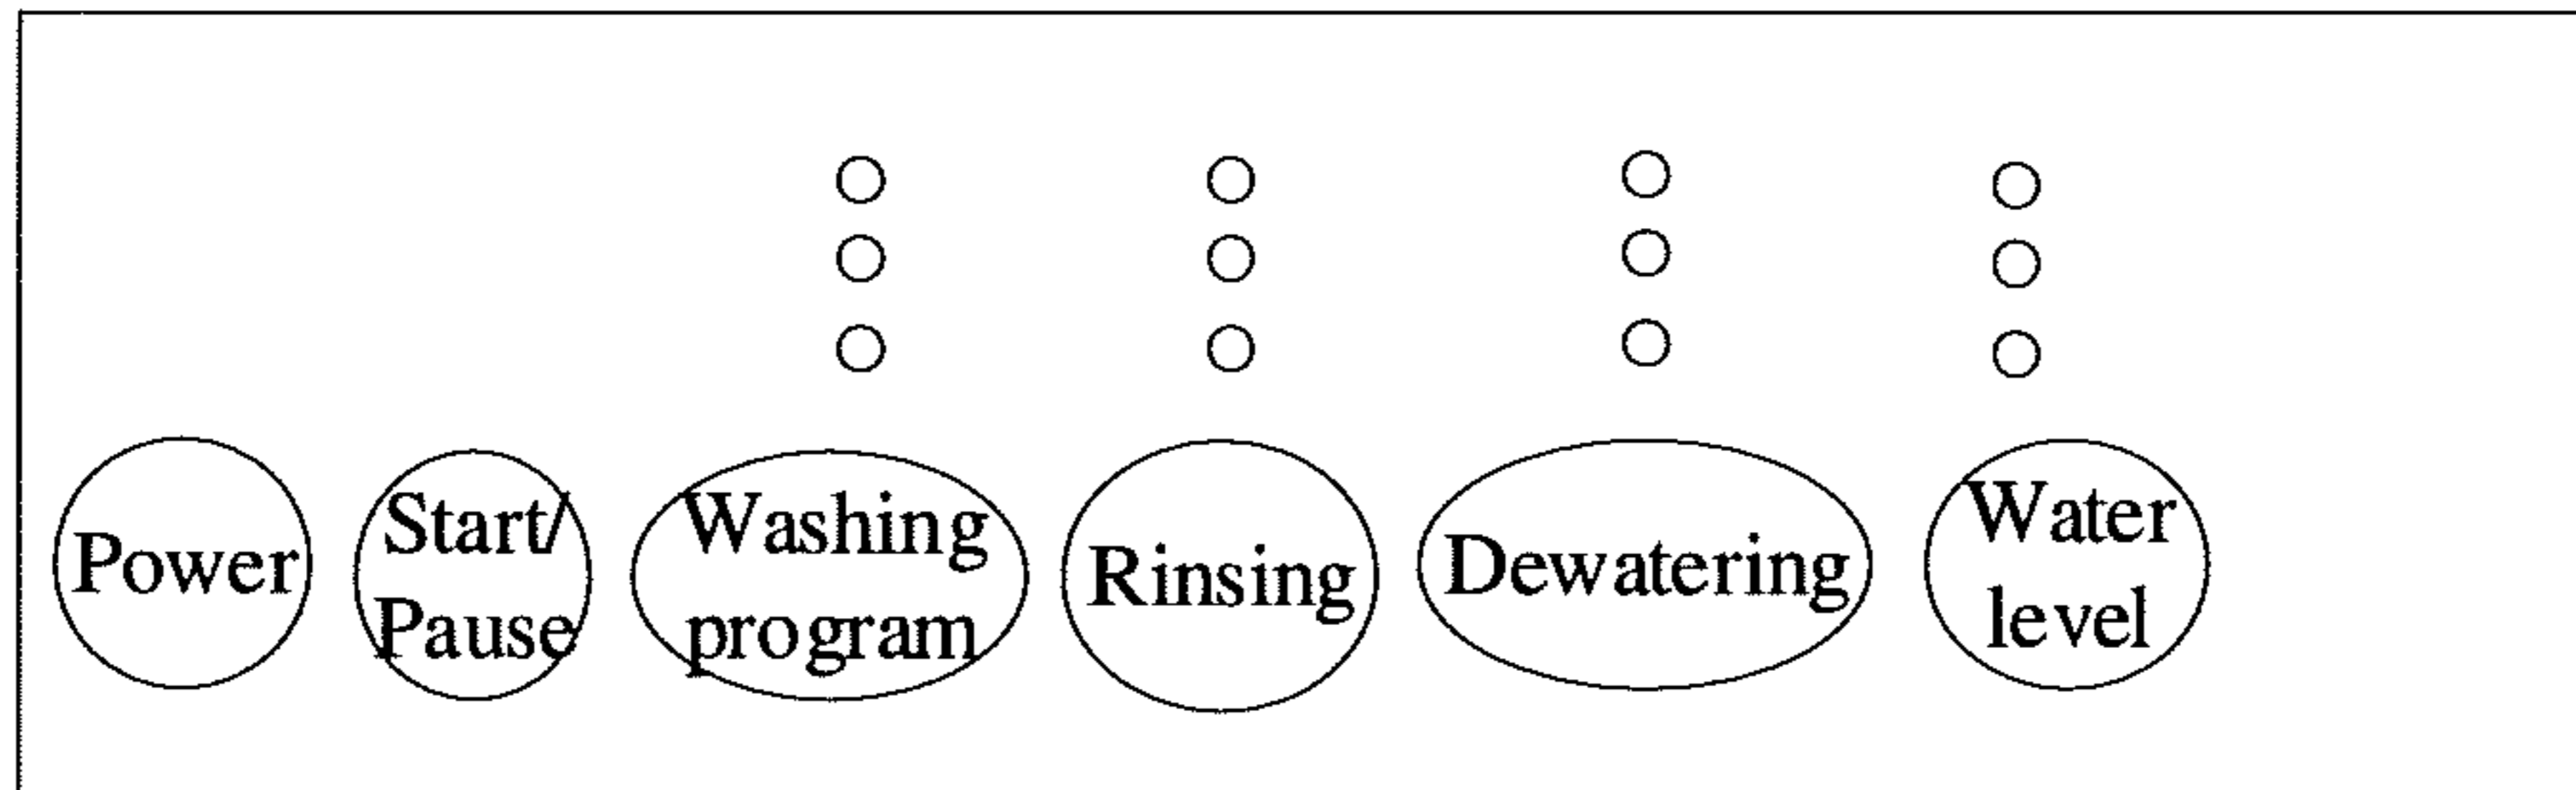 Power
Start/
Pause
Washing
program
Rinsing
Dewatering
Water
level